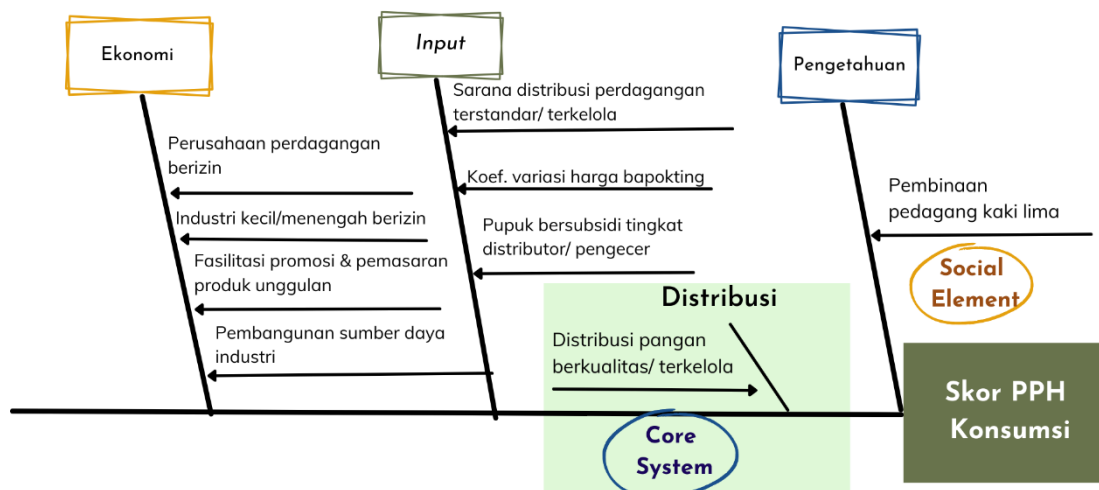 Ekonomi
Perusahaan perdagangan
berizin
Industri kecil/menengah berizin
Fasilitasi promosi & pemasaran
produk unggulan
Pembangunan sumber daya
industri
Input
Sarana distribusi perdagangan
terstandar/ terkelola
Koef. variasi harga bapokting
Pupuk bersubsidi tingkat
distributor/ pengecer
Distribusi
Distribusi pangan
berkualitas/ terkelola
Core
System
Pengetahuan
Pembinaan
pedagang kaki lima
Social
Element
Skor PPH
Konsumsi